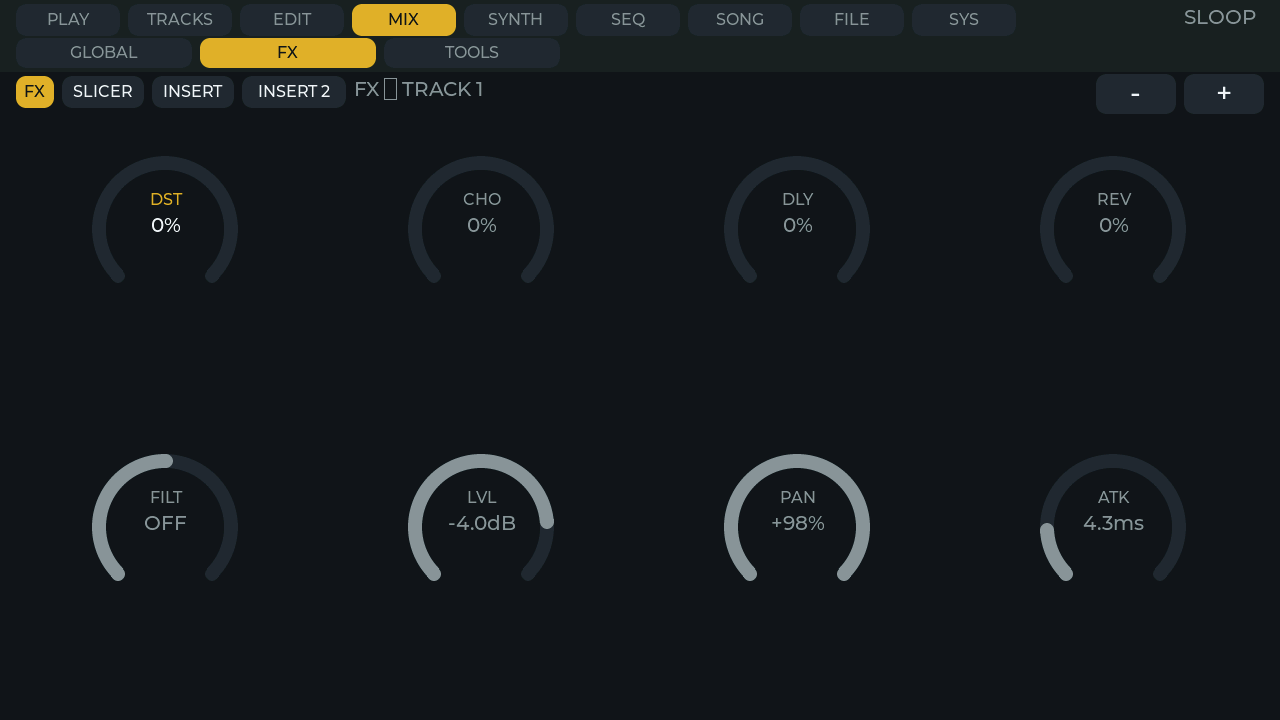 PLAY TRACKS EDIT MIX SYNTH SEQ SONG FILE SYS SLOOP
GLOBAL FX TOOLS
FX SLICER INSERT INSERT 2 FX TRACK 1 - +
DST CHO DLY REV
0% 0% 0% 0%
FILT LVL PAN ATK
OFF -4.0dB +98% 4.3ms